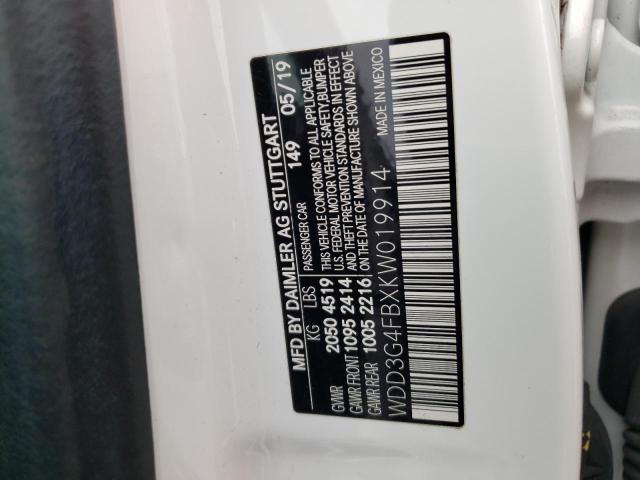 MFD BY DAIMLER AG STUTTGART
KG LBS PASSENGER CAR 149 05/19
GVWR 2050 4519 THIS VEHICLE CONFORMS TO ALL APPLICABLE
GAWR FRONT 1095 2414 U.S. FEDERAL MOTOR VEHICLE SAFETY,BUMPER
GAWR REAR 1005 2216 AND THEFT PREVENTION STANDARDS IN EFFECT
ON THE DATE OF MANUFACTURE SHOWN ABOVE
WDD3G4FBXKW019914 MADE IN MEXICO